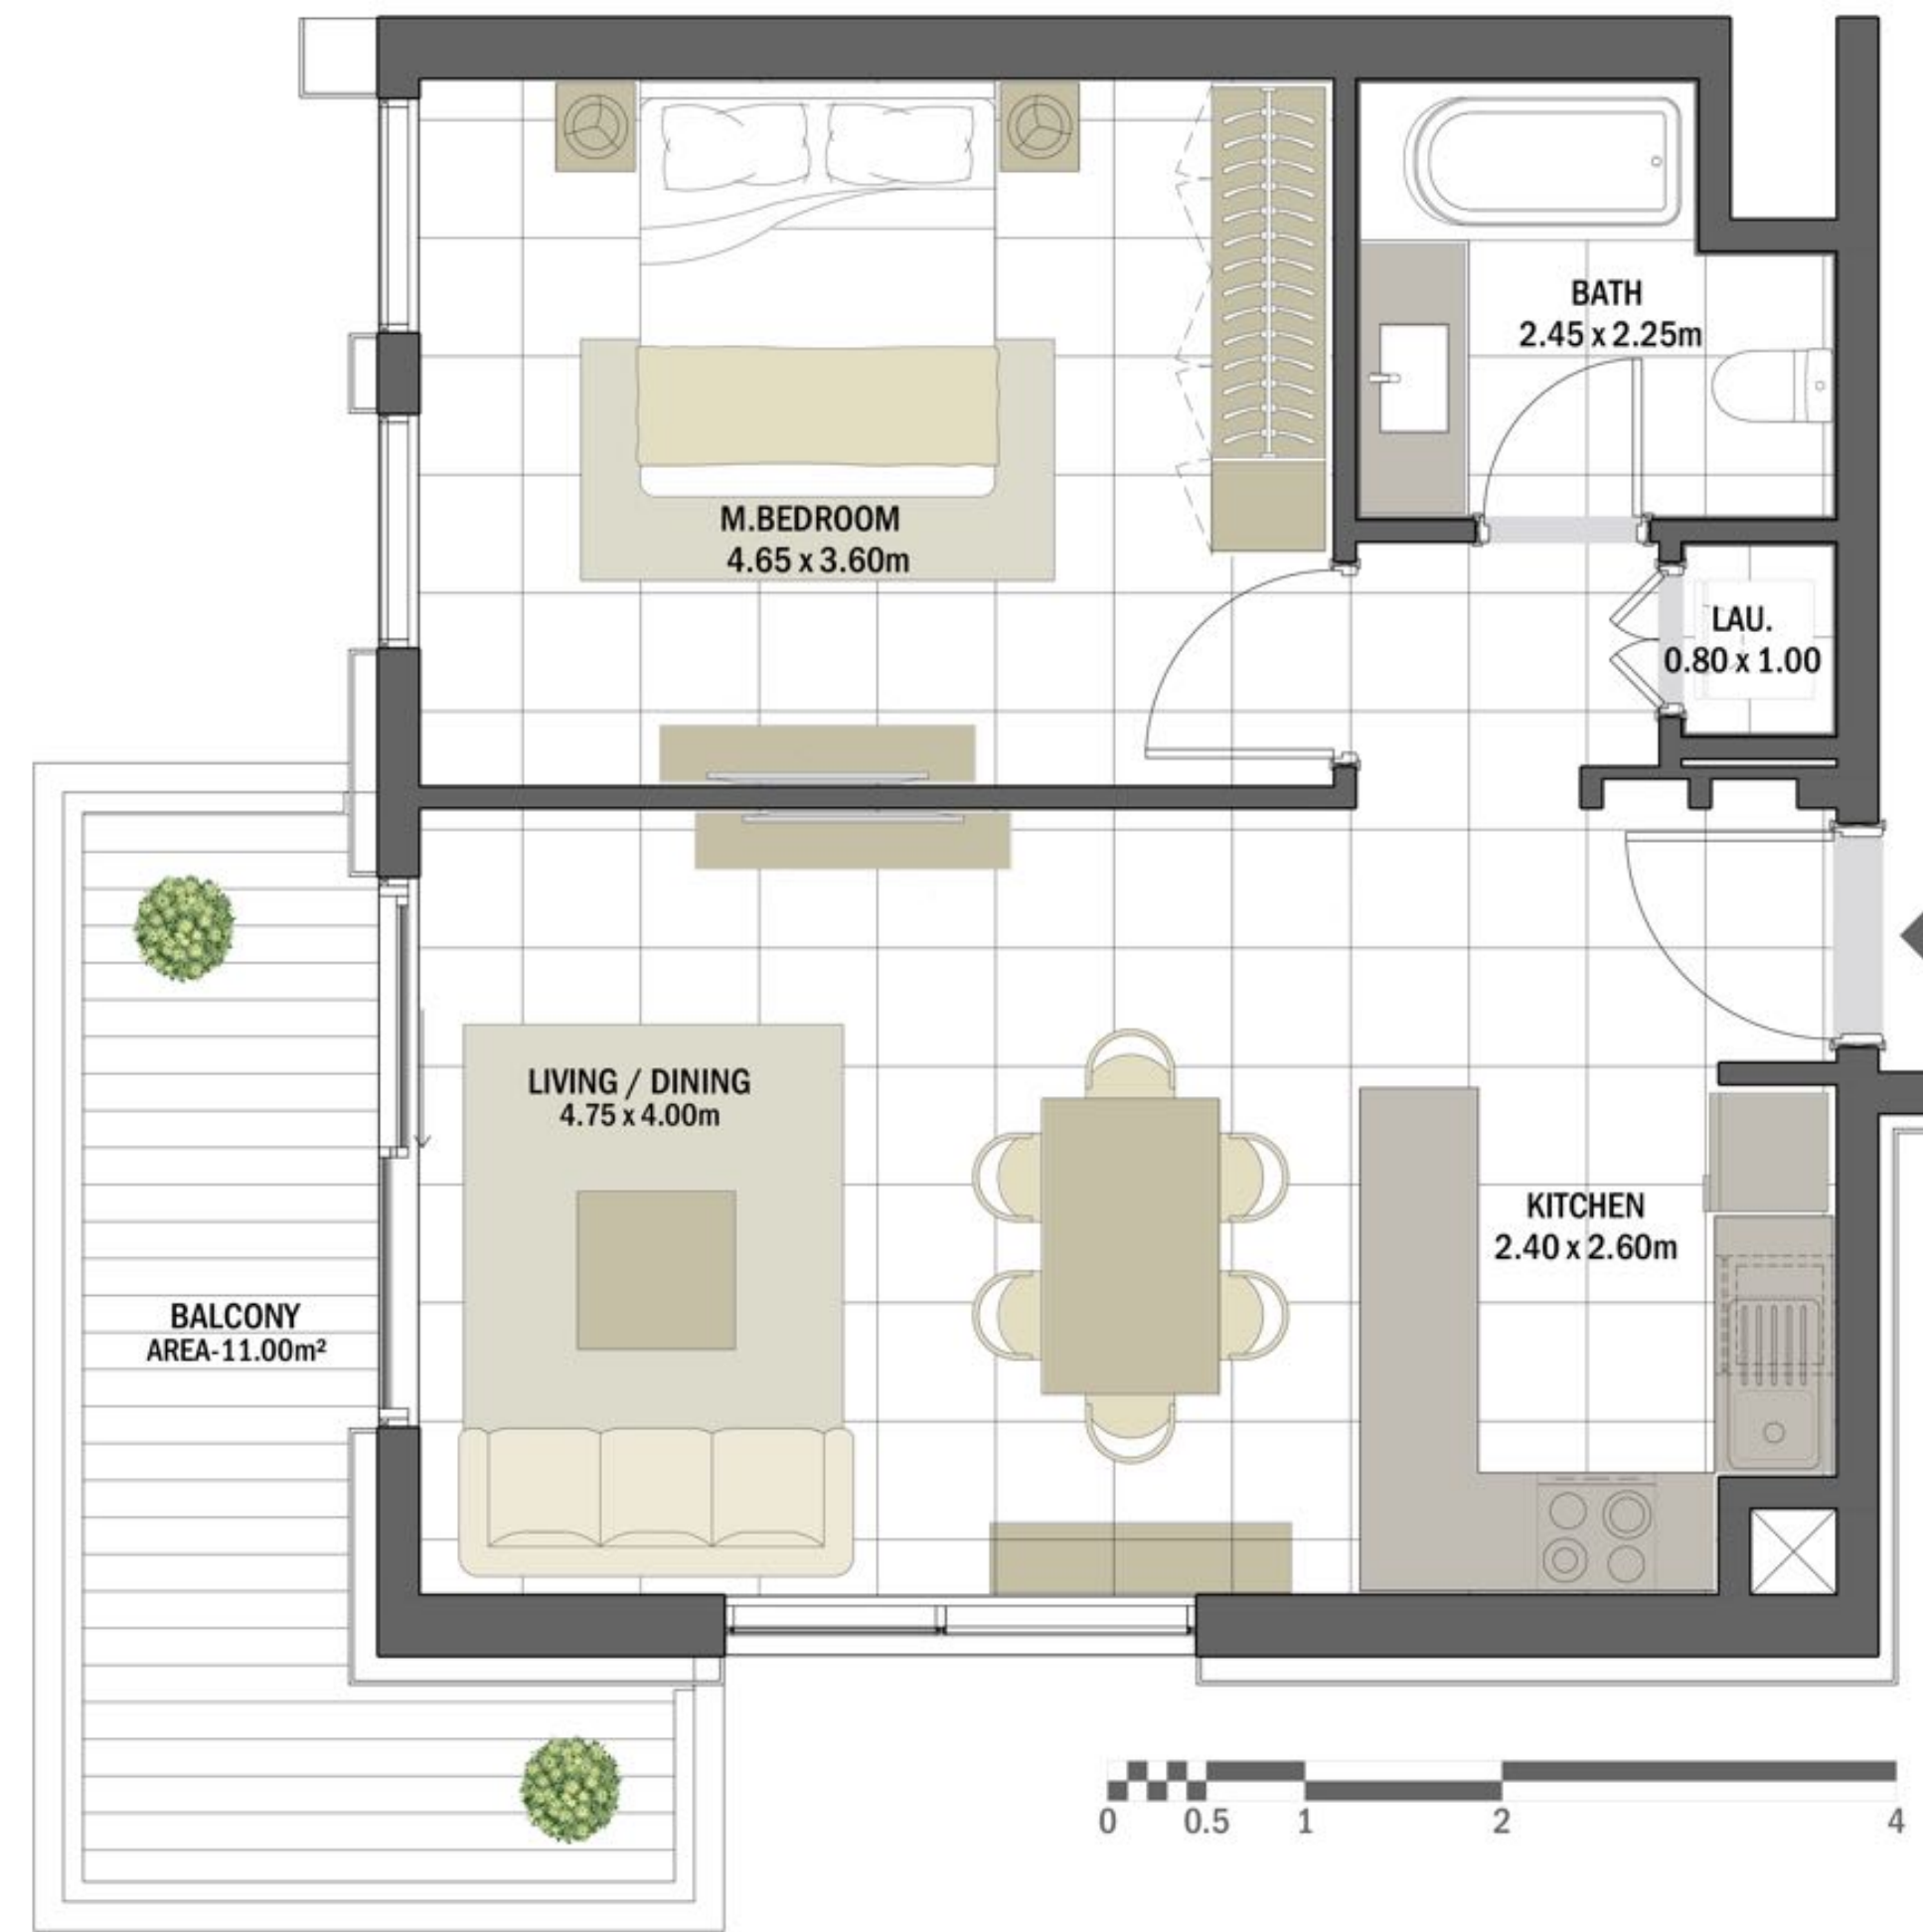 BATH
2.45 x 2.25m
M.BEDROOM
4.65 x 3.60m
LAU.
0.80 x 1.00
LIVING / DINING
4.75 x 4.00m
KITCHEN
2.40 x 2.60m
BALCONY
AREA-11.00m²
0 0.5 1 2 4